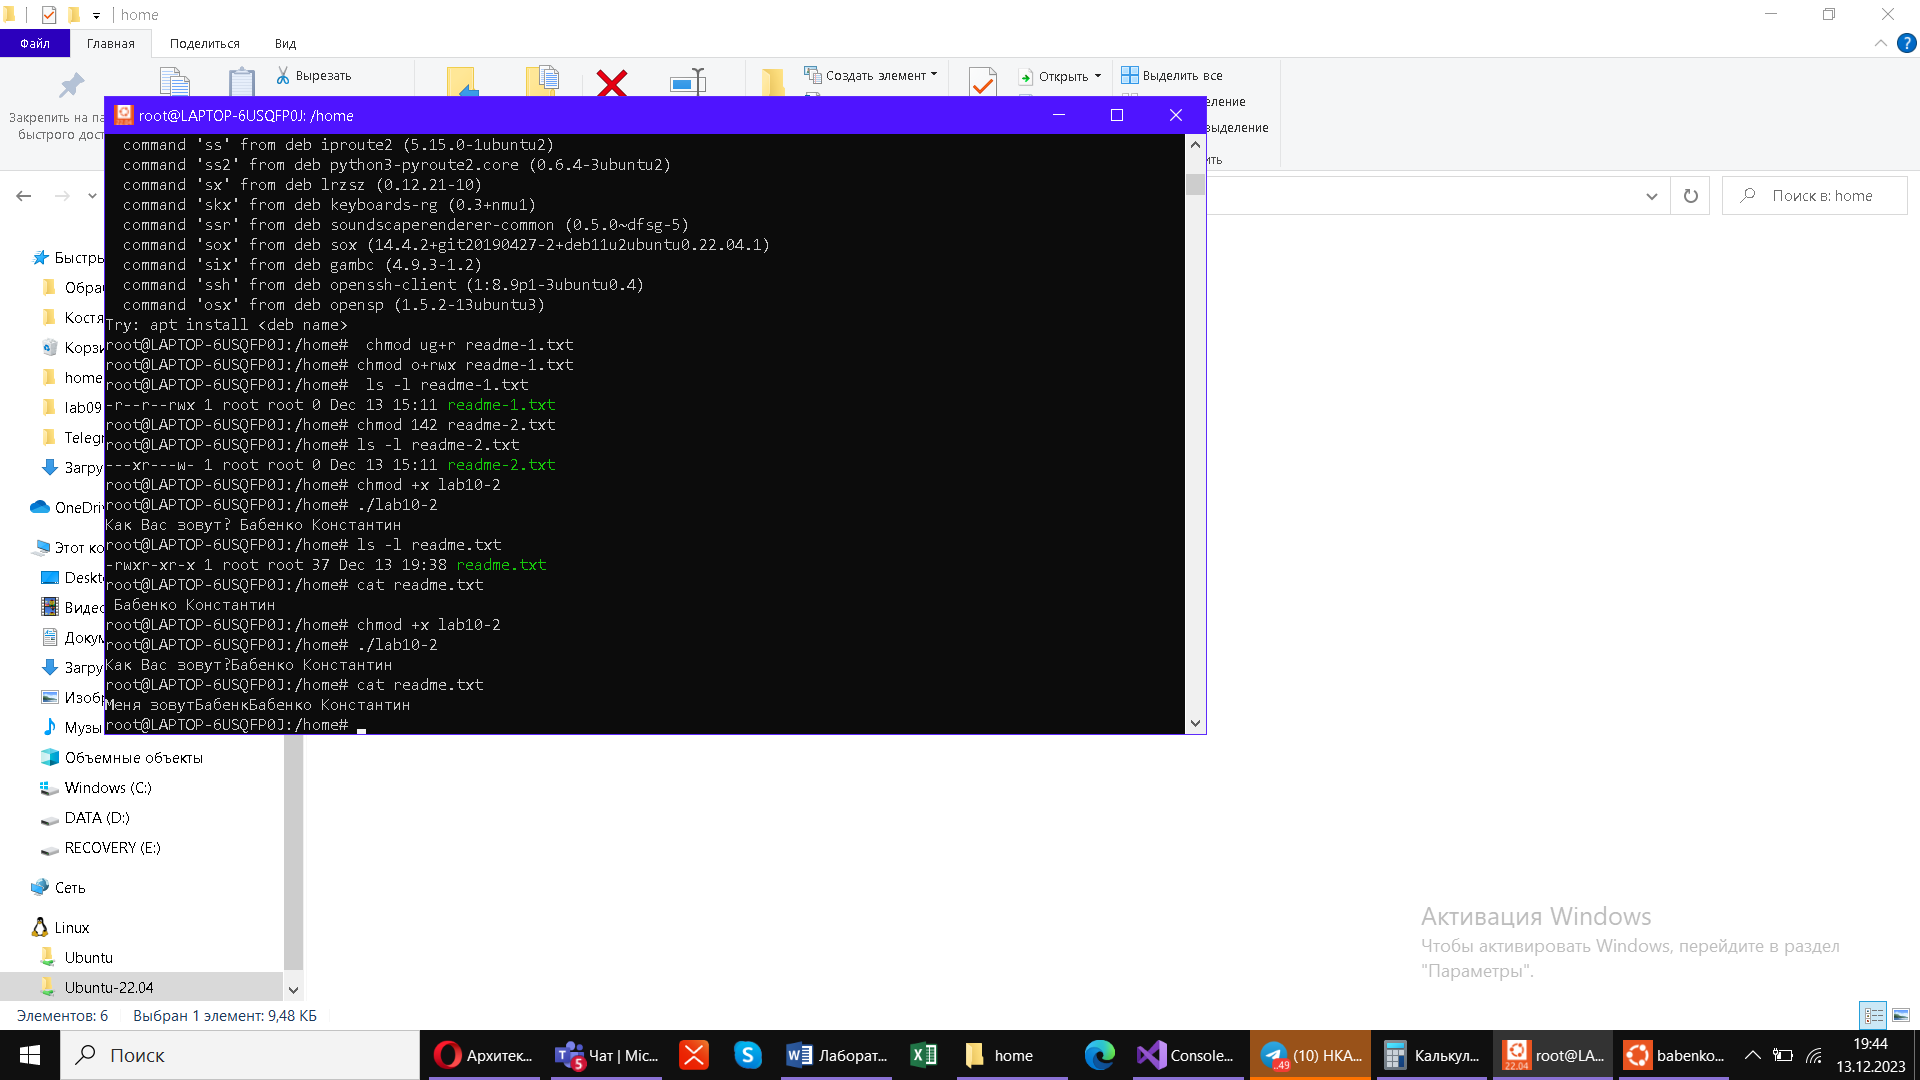 home
Файл
Главная
Поделиться
Вид
Вырезать
Создать элемент
Открыть
Выделить все
Закрепить на па
быстрого дост
root@LAPTOP-6USQFP0J: /home
command 'ss' from deb iproute2 (5.15.0-1ubuntu2)
command 'ss2' from deb python3-pyroute2.core (0.6.4-3ubuntu2)
command 'sx' from deb lrzsz (0.12.21-10)
command 'skx' from deb keyboards-rg (0.3+nmu1)
command 'ssr' from deb soundscaperenderer-common (0.5.0~dfsg-5)
command 'sox' from deb sox (14.4.2+git20190427-2+deb11u2ubuntu0.22.04.1)
command 'six' from deb gambc (4.9.3-1.2)
command 'ssh' from deb openssh-client (1:8.9p1-3ubuntu0.4)
command 'osx' from deb opensp (1.5.2-13ubuntu3)
Try: apt install <deb name>
root@LAPTOP-6USQFP0J:/home#  chmod ug+r readme-1.txt
root@LAPTOP-6USQFP0J:/home# chmod o+rwx readme-1.txt
root@LAPTOP-6USQFP0J:/home#  ls -l readme-1.txt
-r--r--rwx 1 root root 0 Dec 13 15:11 readme-1.txt
root@LAPTOP-6USQFP0J:/home# chmod 142 readme-2.txt
root@LAPTOP-6USQFP0J:/home# ls -l readme-2.txt
---xr---w- 1 root root 0 Dec 13 15:11 readme-2.txt
root@LAPTOP-6USQFP0J:/home# chmod +x lab10-2
root@LAPTOP-6USQFP0J:/home# ./lab10-2
Как Вас зовут? Бабенко Константин
root@LAPTOP-6USQFP0J:/home# ls -l readme.txt
-rwxr-xr-x 1 root root 37 Dec 13 19:38 readme.txt
root@LAPTOP-6USQFP0J:/home# cat readme.txt
Бабенко Константин
root@LAPTOP-6USQFP0J:/home# chmod +x lab10-2
root@LAPTOP-6USQFP0J:/home# ./lab10-2
Как Вас зовут?Бабенко Константин
root@LAPTOP-6USQFP0J:/home# cat readme.txt
Меня зовутБабенкБабенко Константин
root@LAPTOP-6USQFP0J:/home#
еление
выделение
ить
Поиск в: home
Быстры
Обра
Костя
Корзи
home
lab09
Telegr
Загру
OneDri
Этот ко
Deskt
Видео
Докум
Загру
Изобр
Музы
Объемные объекты
Windows (C:)
DATA (D:)
RECOVERY (E:)
Сеть
Linux
Ubuntu
Ubuntu-22.04
Элементов: 6
Выбран 1 элемент: 9,48 КБ
Активация Windows
Чтобы активировать Windows, перейдите в раздел
"Параметры".
Поиск
Архитек...
Чат | Mic...
Лаборат...
home
Console...
(10) НКА...
Калькул...
root@LA...
babenko...
19:44
13.12.2023